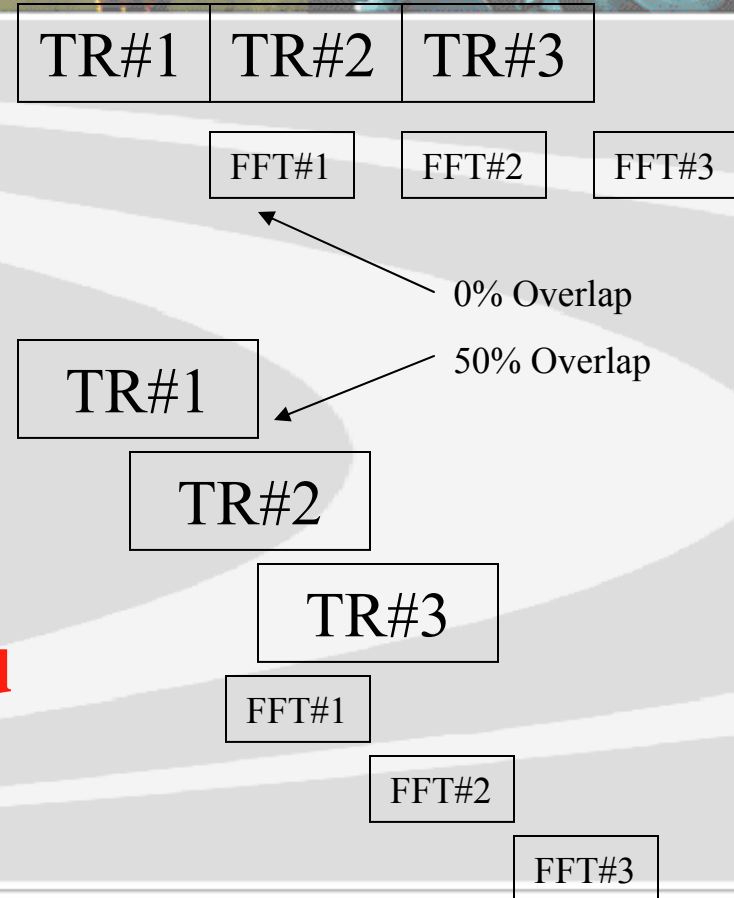 TR#1 TR#2 TR#3
FFT#1 FFT#2 FFT#3
0% Overlap
50% Overlap
TR#1
TR#2
TR#3
FFT#1
FFT#2
FFT#3